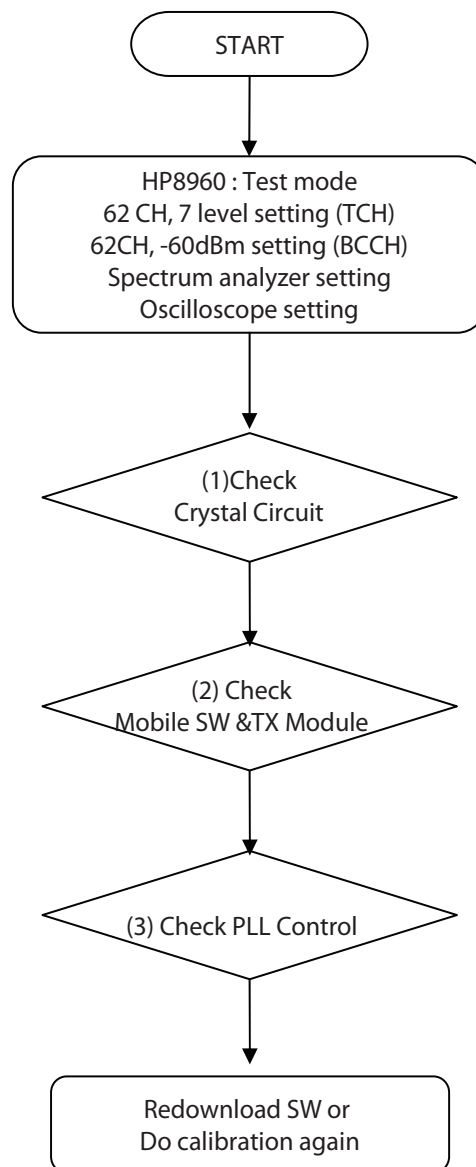 START
HP8960 : Test mode
62 CH, 7 level setting (TCH)
62CH, -60dBm setting (BCCH)
Spectrum analyzer setting
Oscilloscope setting
(1)Check
Crystal Circuit
(2) Check
Mobile SW &TX Module
(3) Check PLL Control
Redownload SW or
Do calibration again